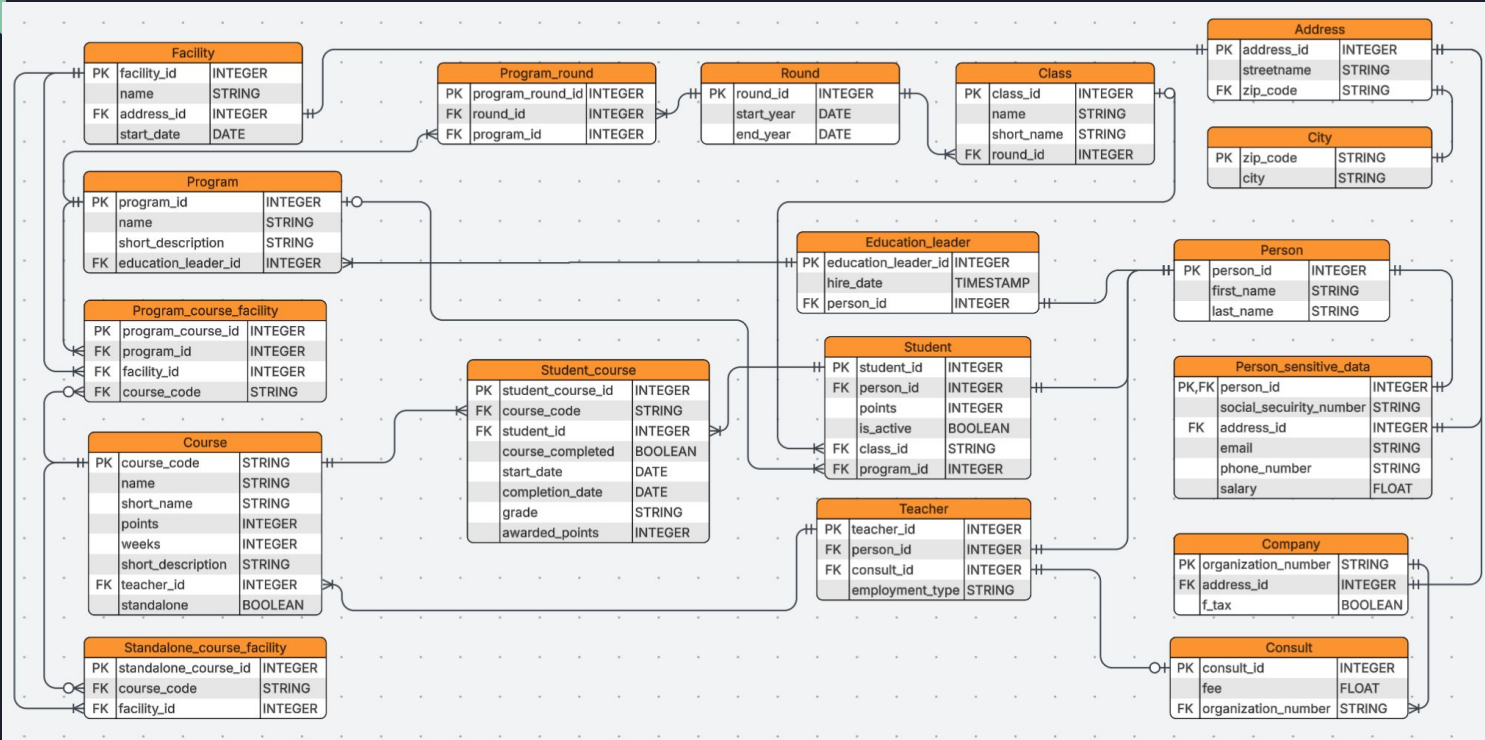 Facility
PK facility_id INTEGER
name STRING
FK address_id INTEGER
start_date DATE
Program_round
PK program_round_id INTEGER
FK round_id INTEGER
FK program_id INTEGER
Round
PK round_id INTEGER
start_year DATE
end_year DATE
Class
PK class_id INTEGER
name STRING
short_name STRING
FK round_id INTEGER
Address
PK address_id INTEGER
streetname STRING
FK zip_code STRING
City
PK zip_code STRING
city STRING
Program
PK program_id INTEGER
name STRING
short_description STRING
FK education_leader_id INTEGER
Education_leader
PK education_leader_id INTEGER
hire_date TIMESTAMP
FK person_id INTEGER
Person
PK person_id INTEGER
first_name STRING
last_name STRING
Program_course_facility
PK program_course_id INTEGER
FK program_id INTEGER
FK facility_id INTEGER
FK course_code STRING
Student_course
PK student_course_id INTEGER
FK course_code STRING
FK student_id INTEGER
course_completed BOOLEAN
start_date DATE
completion_date DATE
grade STRING
awarded_points INTEGER
Student
PK student_id INTEGER
FK person_id INTEGER
points INTEGER
is_active BOOLEAN
FK class_id STRING
FK program_id INTEGER
Person_sensitive_data
PK,FK person_id INTEGER
social_secuirity_number STRING
FK address_id INTEGER
email STRING
phone_number STRING
salary FLOAT
Course
PK course_code STRING
name STRING
short_name STRING
points INTEGER
weeks INTEGER
short_description STRING
FK teacher_id INTEGER
standalone BOOLEAN
Teacher
PK teacher_id INTEGER
FK person_id INTEGER
FK consult_id INTEGER
employment_type STRING
Company
PK organization_number STRING
FK address_id INTEGER
f_tax BOOLEAN
Standalone_course_facility
PK standalone_course_id INTEGER
FK course_code STRING
FK facility_id INTEGER
Consult
PK consult_id INTEGER
fee FLOAT
FK organization_number STRING